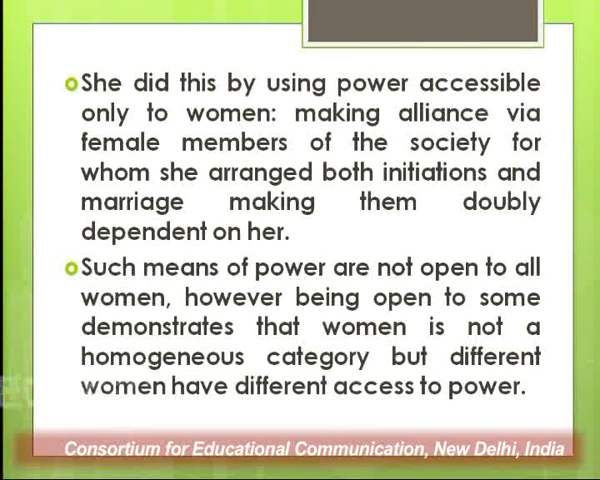 She did this by using power accessible
only to women: making alliance via
female members of the society for
whom she arranged both initiations and
marriage making them doubly
dependent on her.
Such means of power are not open to all
women, however being open to some
demonstrates that women is not a
homogeneous category but different
women have different access to power.
Consortium for Educational Communication, New Delhi, India